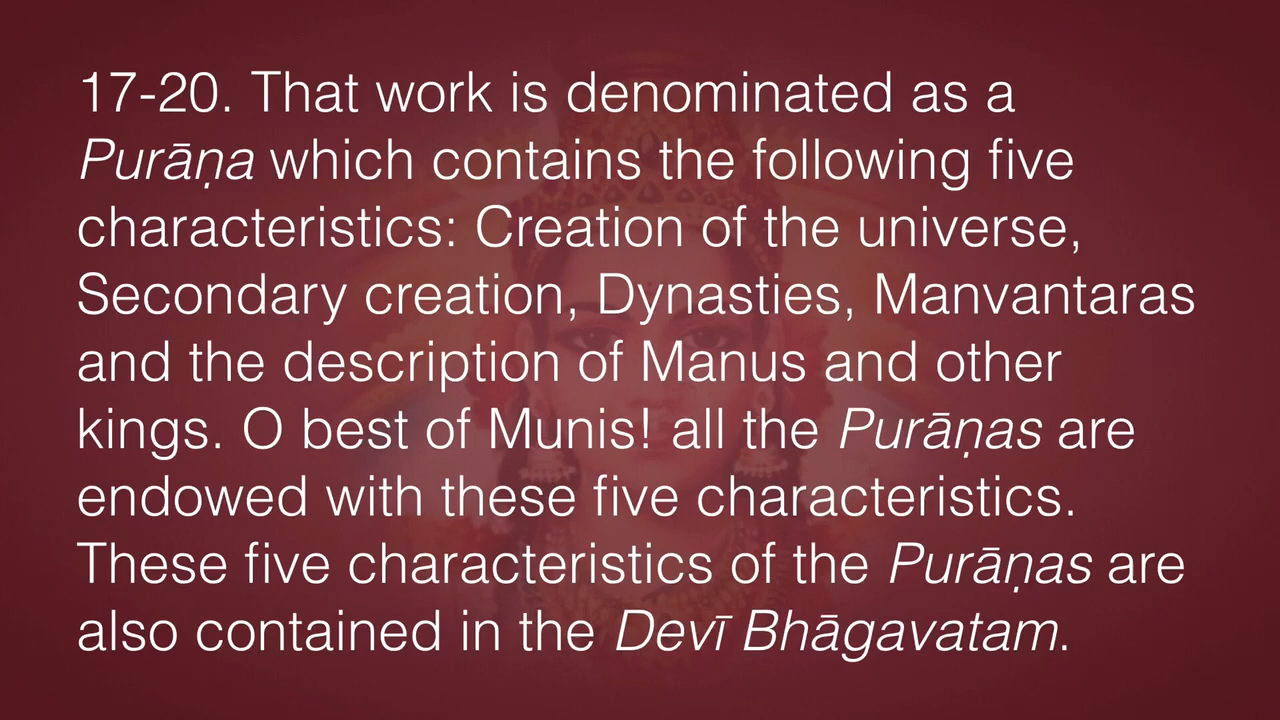 17-20. That work is denominated as a
Purāṇa which contains the following five
characteristics: Creation of the universe,
Secondary creation, Dynasties, Manvantaras
and the description of Manus and other
kings. O best of Munis! all the Purāṇas are
endowed with these five characteristics.
These five characteristics of the Purāṇas are
also contained in the Devī Bhāgavatam.